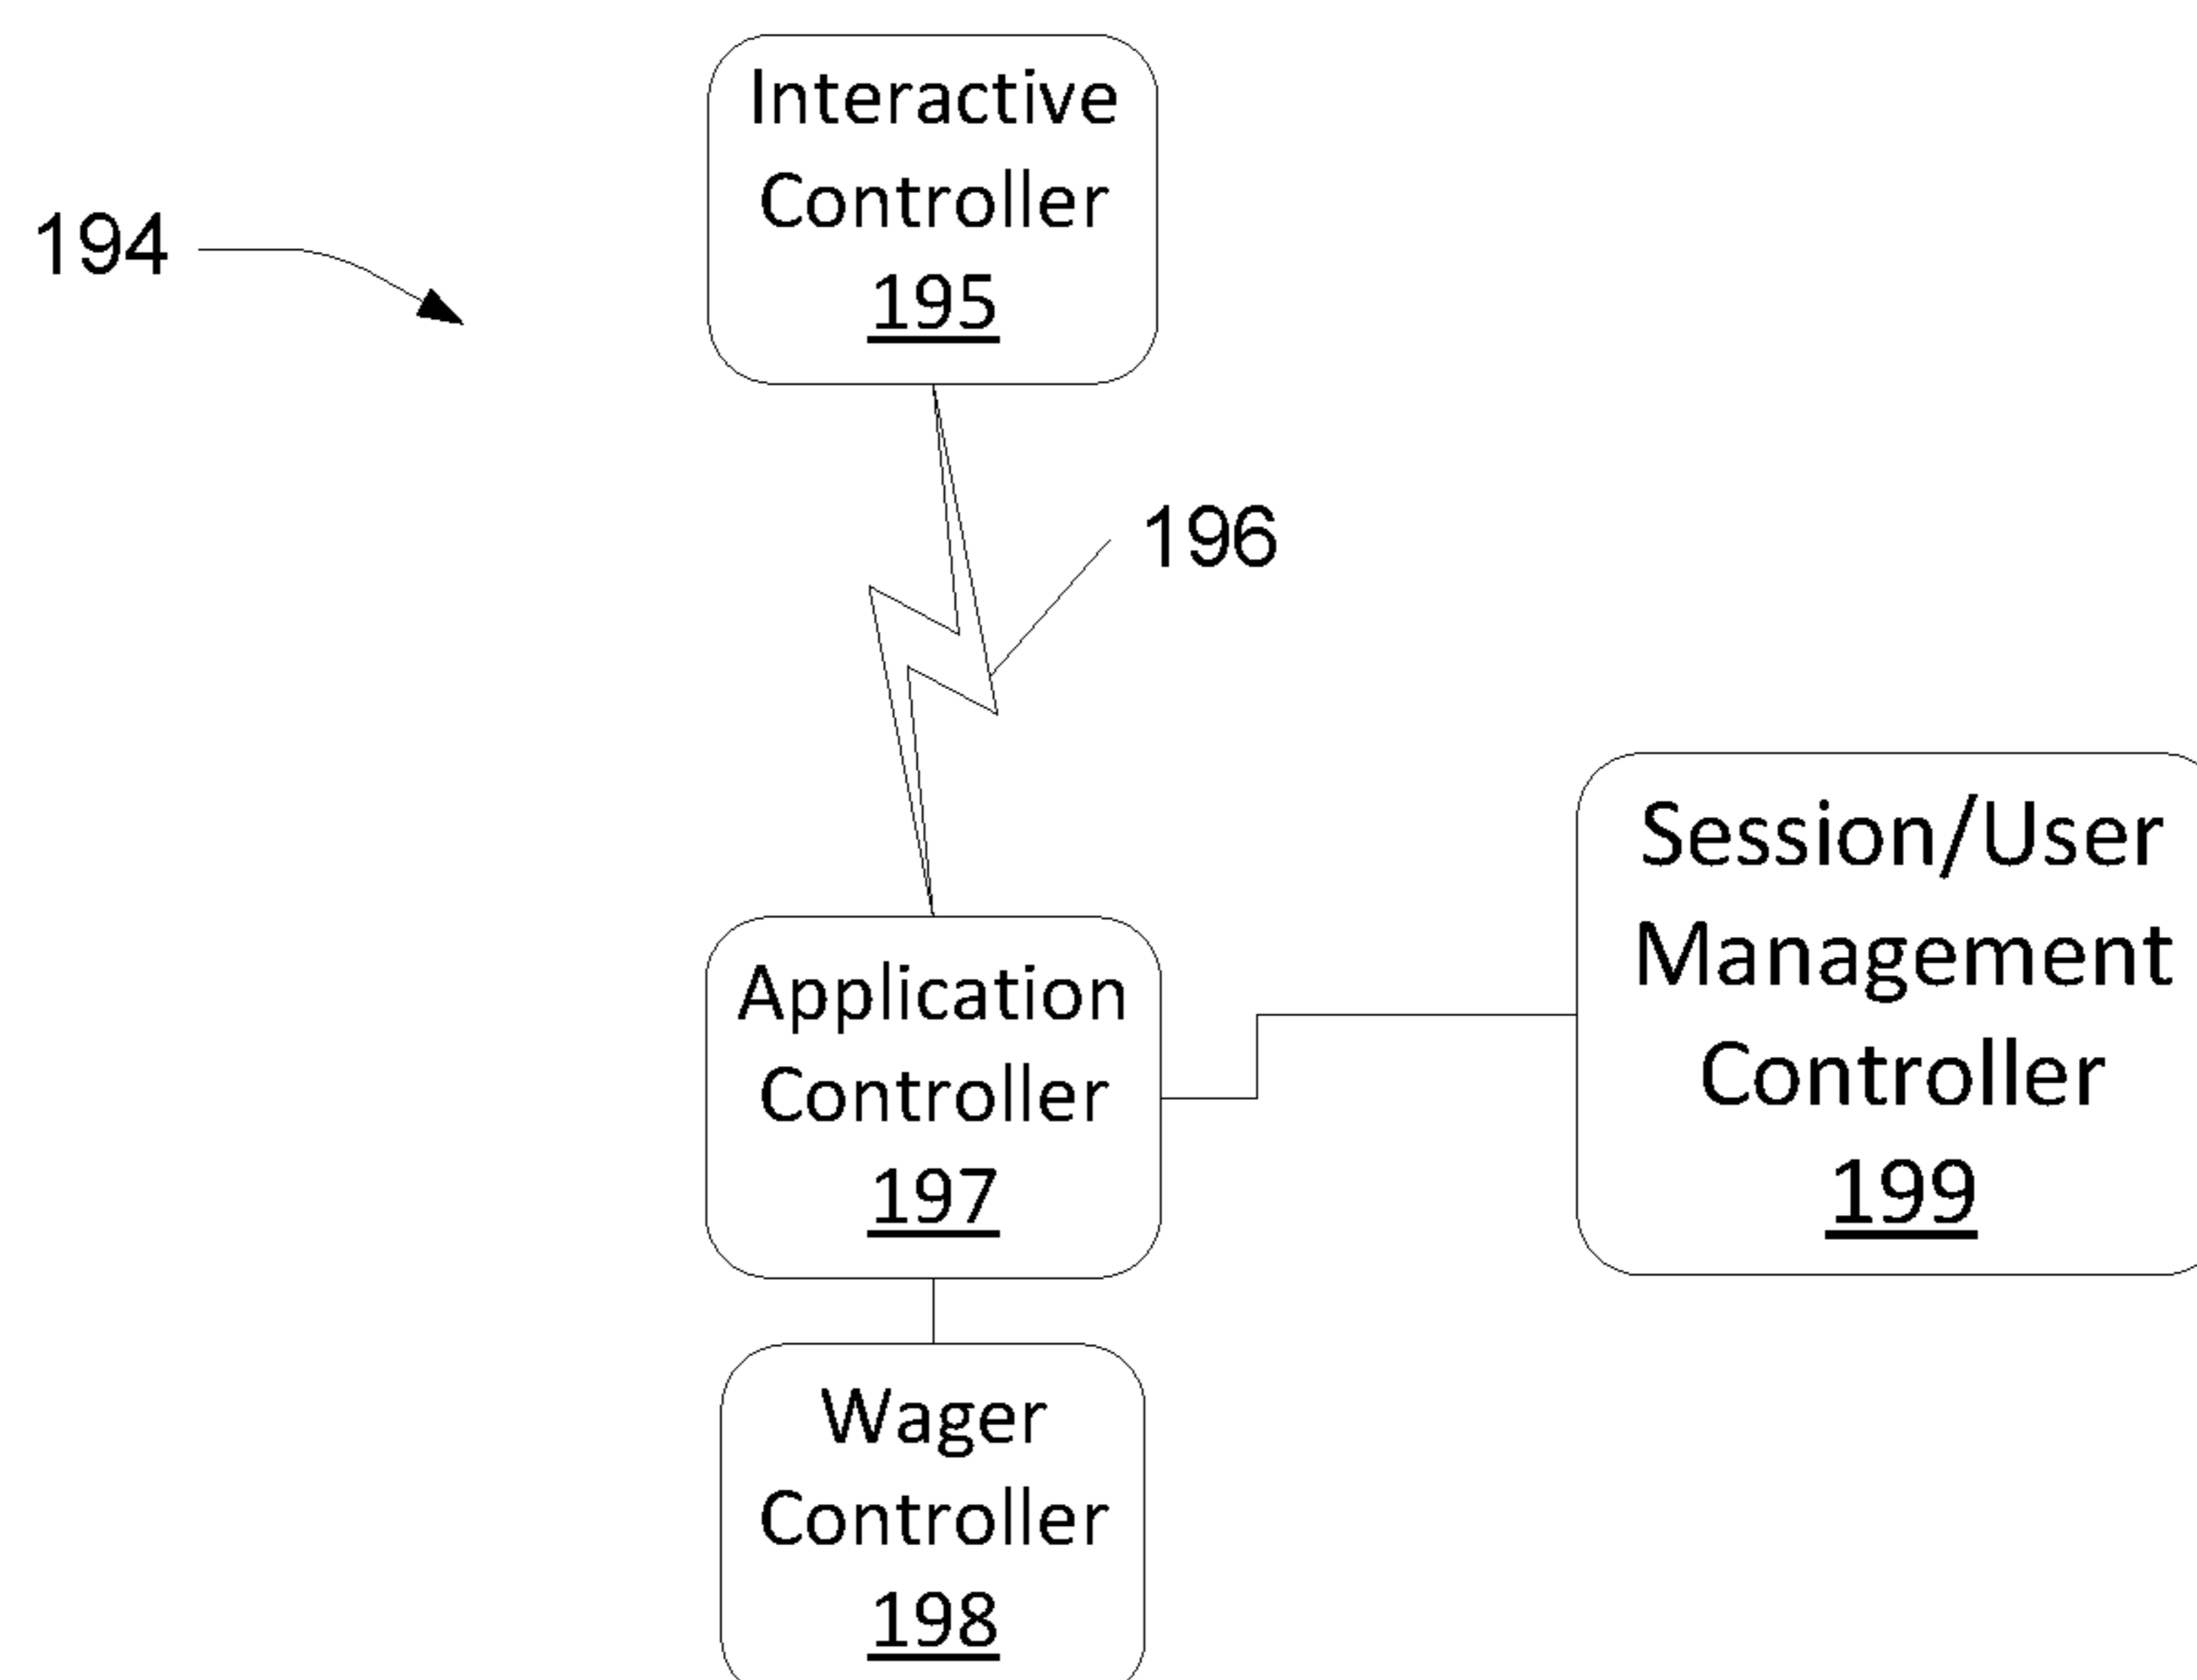 194
Interactive
Controller
195
196
Application
Controller
197
Session/User
Management
Controller
199
Wager
Controller
198